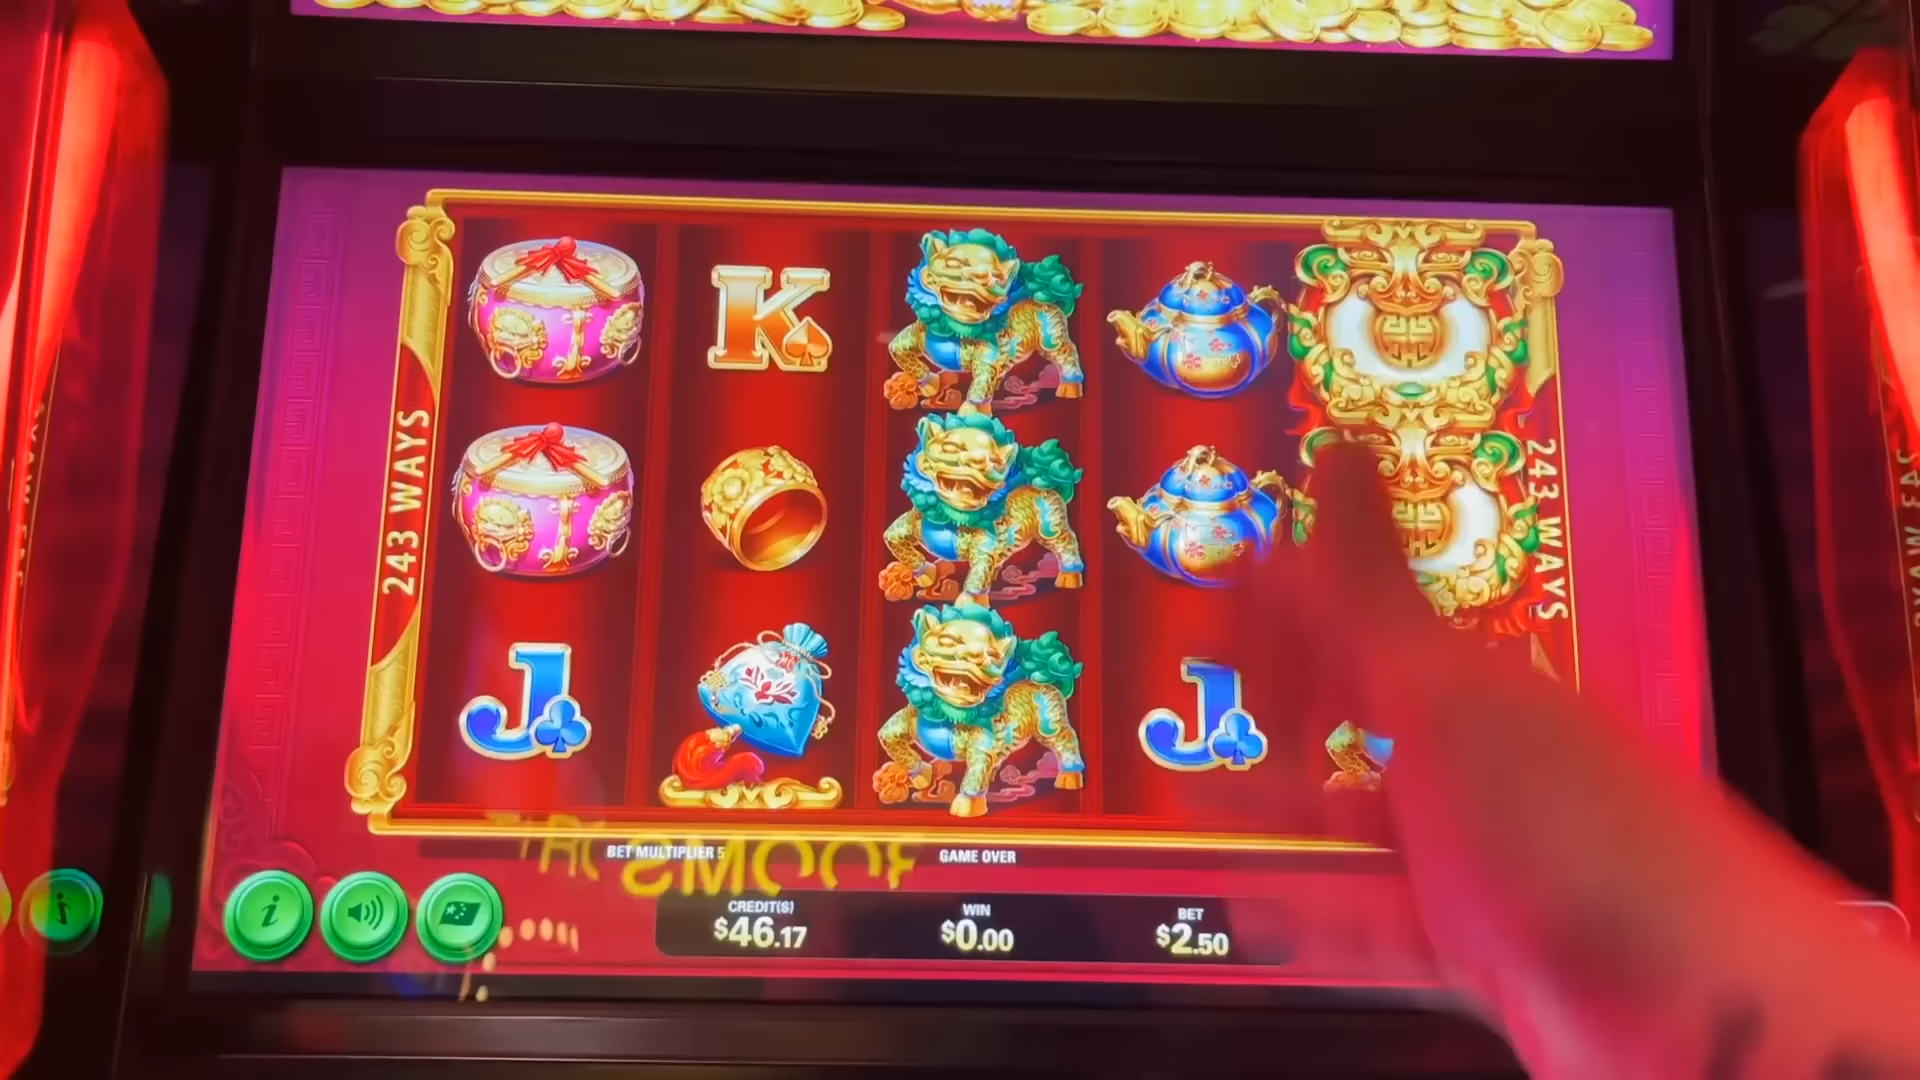 243 WAYS
243 WAYS
K
J
J
BET MULTIPLIER 5
GAME OVER
CREDIT(S)
$46.17
WIN
$0.00
BET
$2.50